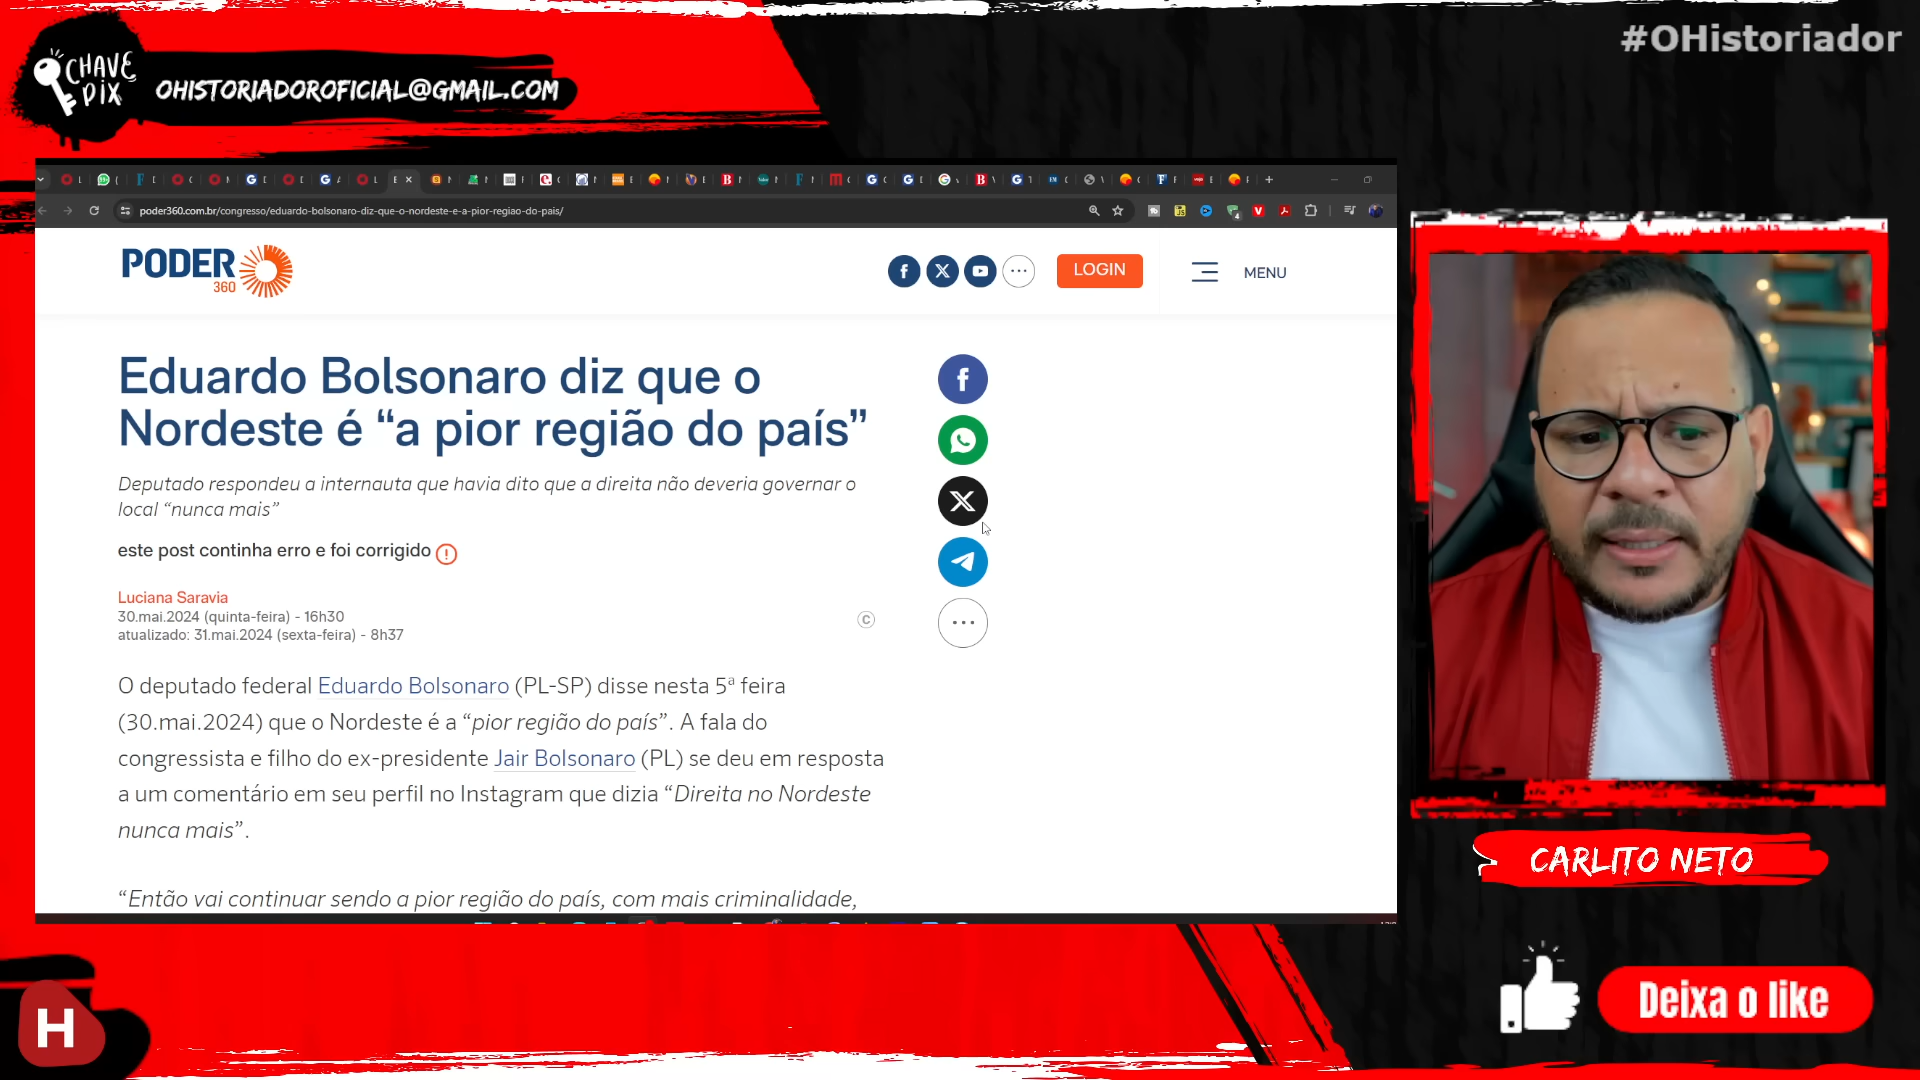 #OHistoriador
CHAVE
PIX
OHISTORIADOROFICIAL@GMAIL.COM
poder360.com.br/congresso/eduardo-bolsonaro-diz-que-o-nordeste-e-a-pior-regiao-do-pais/
PODER
360
LOGIN
MENU
Eduardo Bolsonaro diz que o
Nordeste é “a pior região do país”
Deputado respondeu a internauta que havia dito que a direita não deveria governar o
local “nunca mais”
este post continha erro e foi corrigido
Luciana Saravia
30.mai.2024 (quinta-feira) - 16h30
atualizado: 31.mai.2024 (sexta-feira) - 8h37
O deputado federal Eduardo Bolsonaro (PL-SP) disse nesta 5ª feira
(30.mai.2024) que o Nordeste é a “pior região do país”. A fala do
congressista e filho do ex-presidente Jair Bolsonaro (PL) se deu em resposta
a um comentário em seu perfil no Instagram que dizia “Direita no Nordeste
nunca mais”.
“Então vai continuar sendo a pior região do país, com mais criminalidade,
CARLITO NETO
H
Deixa o like